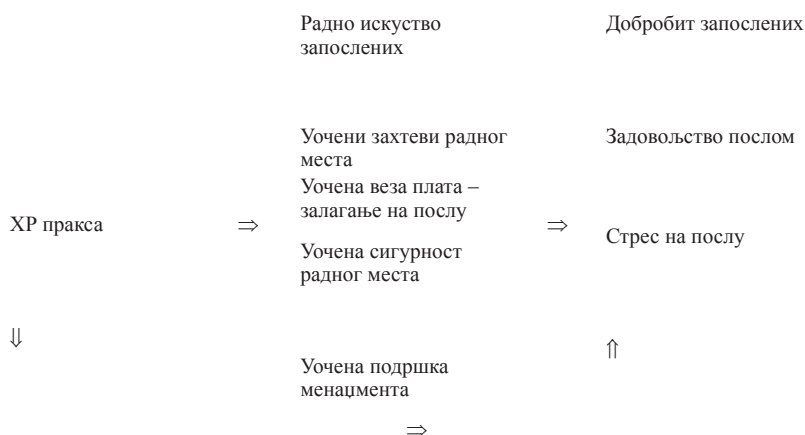 Радно искуство
запослених
Добробит запослених
Уочени захтеви радног
места
Задовољство послом
Уочена веза плата –
залагање на послу
ХР пракса
⇒
⇒
Стрес на послу
Уочена сигурност
радног места
⇓
⇑
Уочена подршка
менаџмента
⇒